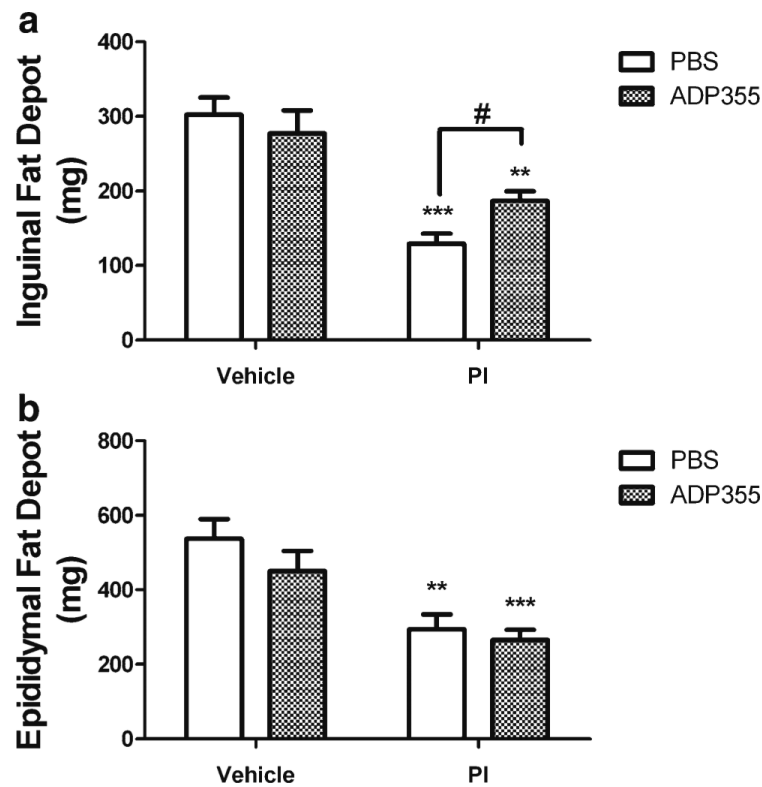 a
Inguinal Fat Depot
(mg)
400
300
200
100
0
***
#
**
Vehicle
PI
PBS
ADP355
b
Epididymal Fat Depot
(mg)
800
600
400
200
0
**
***
Vehicle
PI
PBS
ADP355